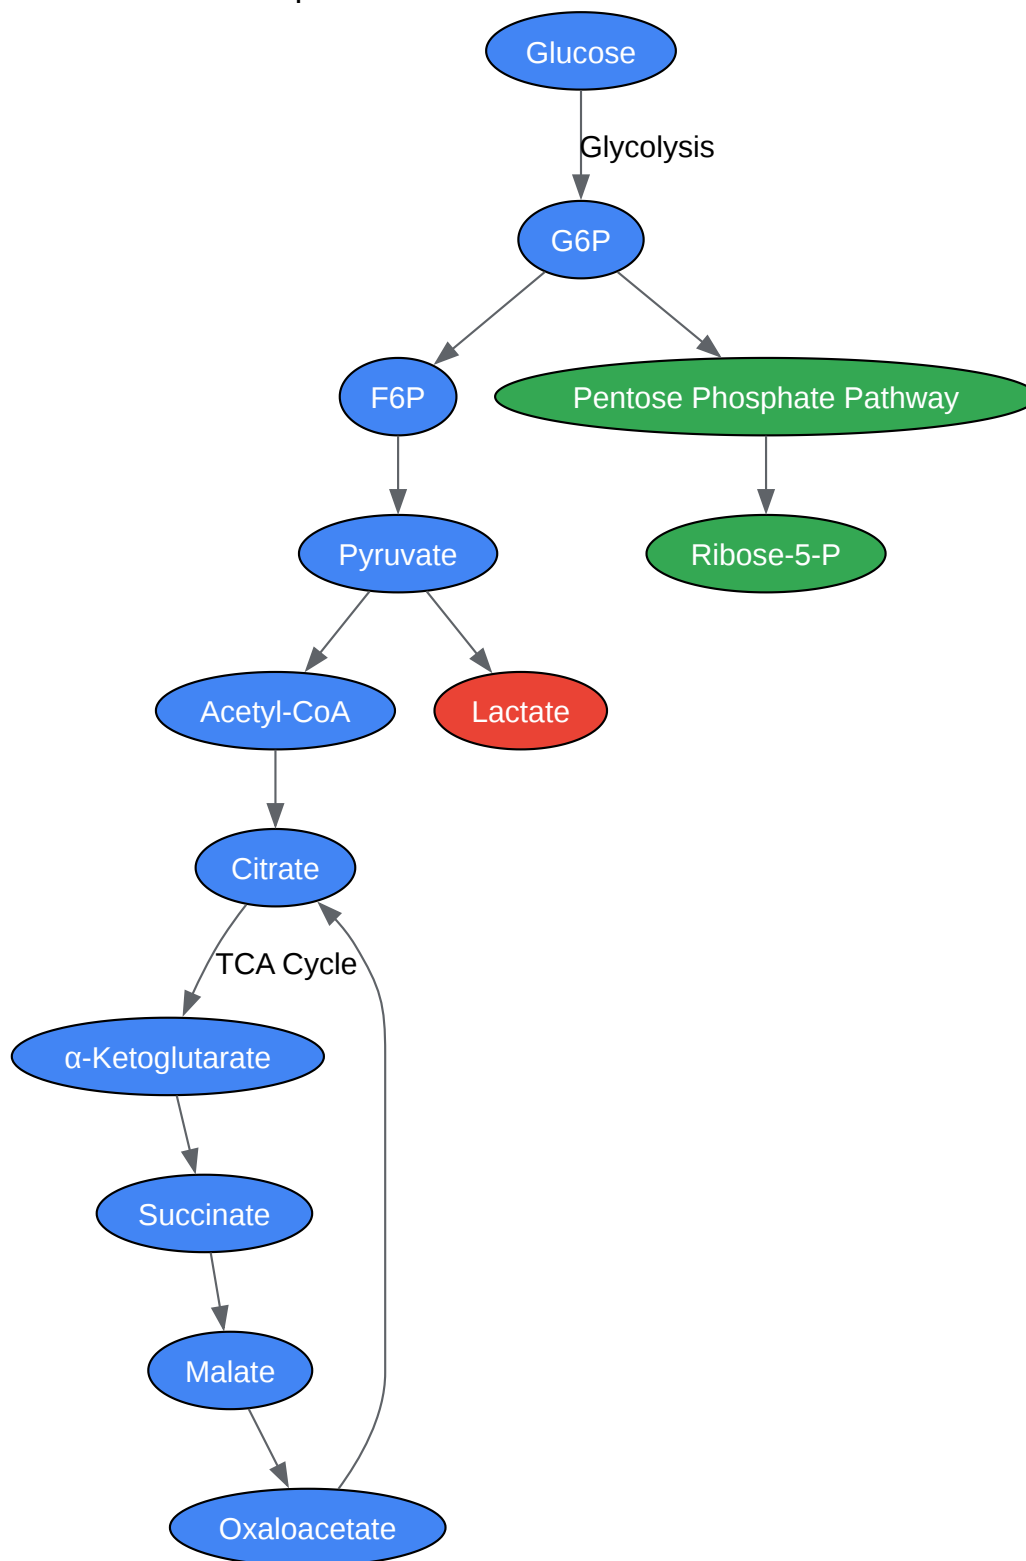 Glucose
Glycolysis
G6P
F6P
Pentose Phosphate Pathway
Pyruvate
Ribose-5-P
Acetyl-CoA
Lactate
Citrate
TCA Cycle
α-Ketoglutarate
Succinate
Malate
Oxaloacetate